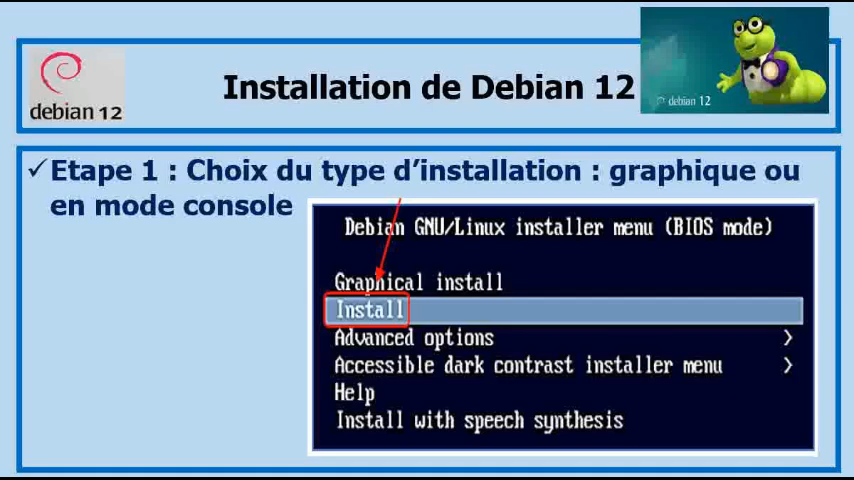 debian 12
Installation de Debian 12
debian 12
✓Etape 1 : Choix du type d’installation : graphique ou
en mode console
Debian GNU/Linux installer menu (BIOS mode)
Graphical install
Install
Advanced options >
Accessible dark contrast installer menu >
Help
Install with speech synthesis